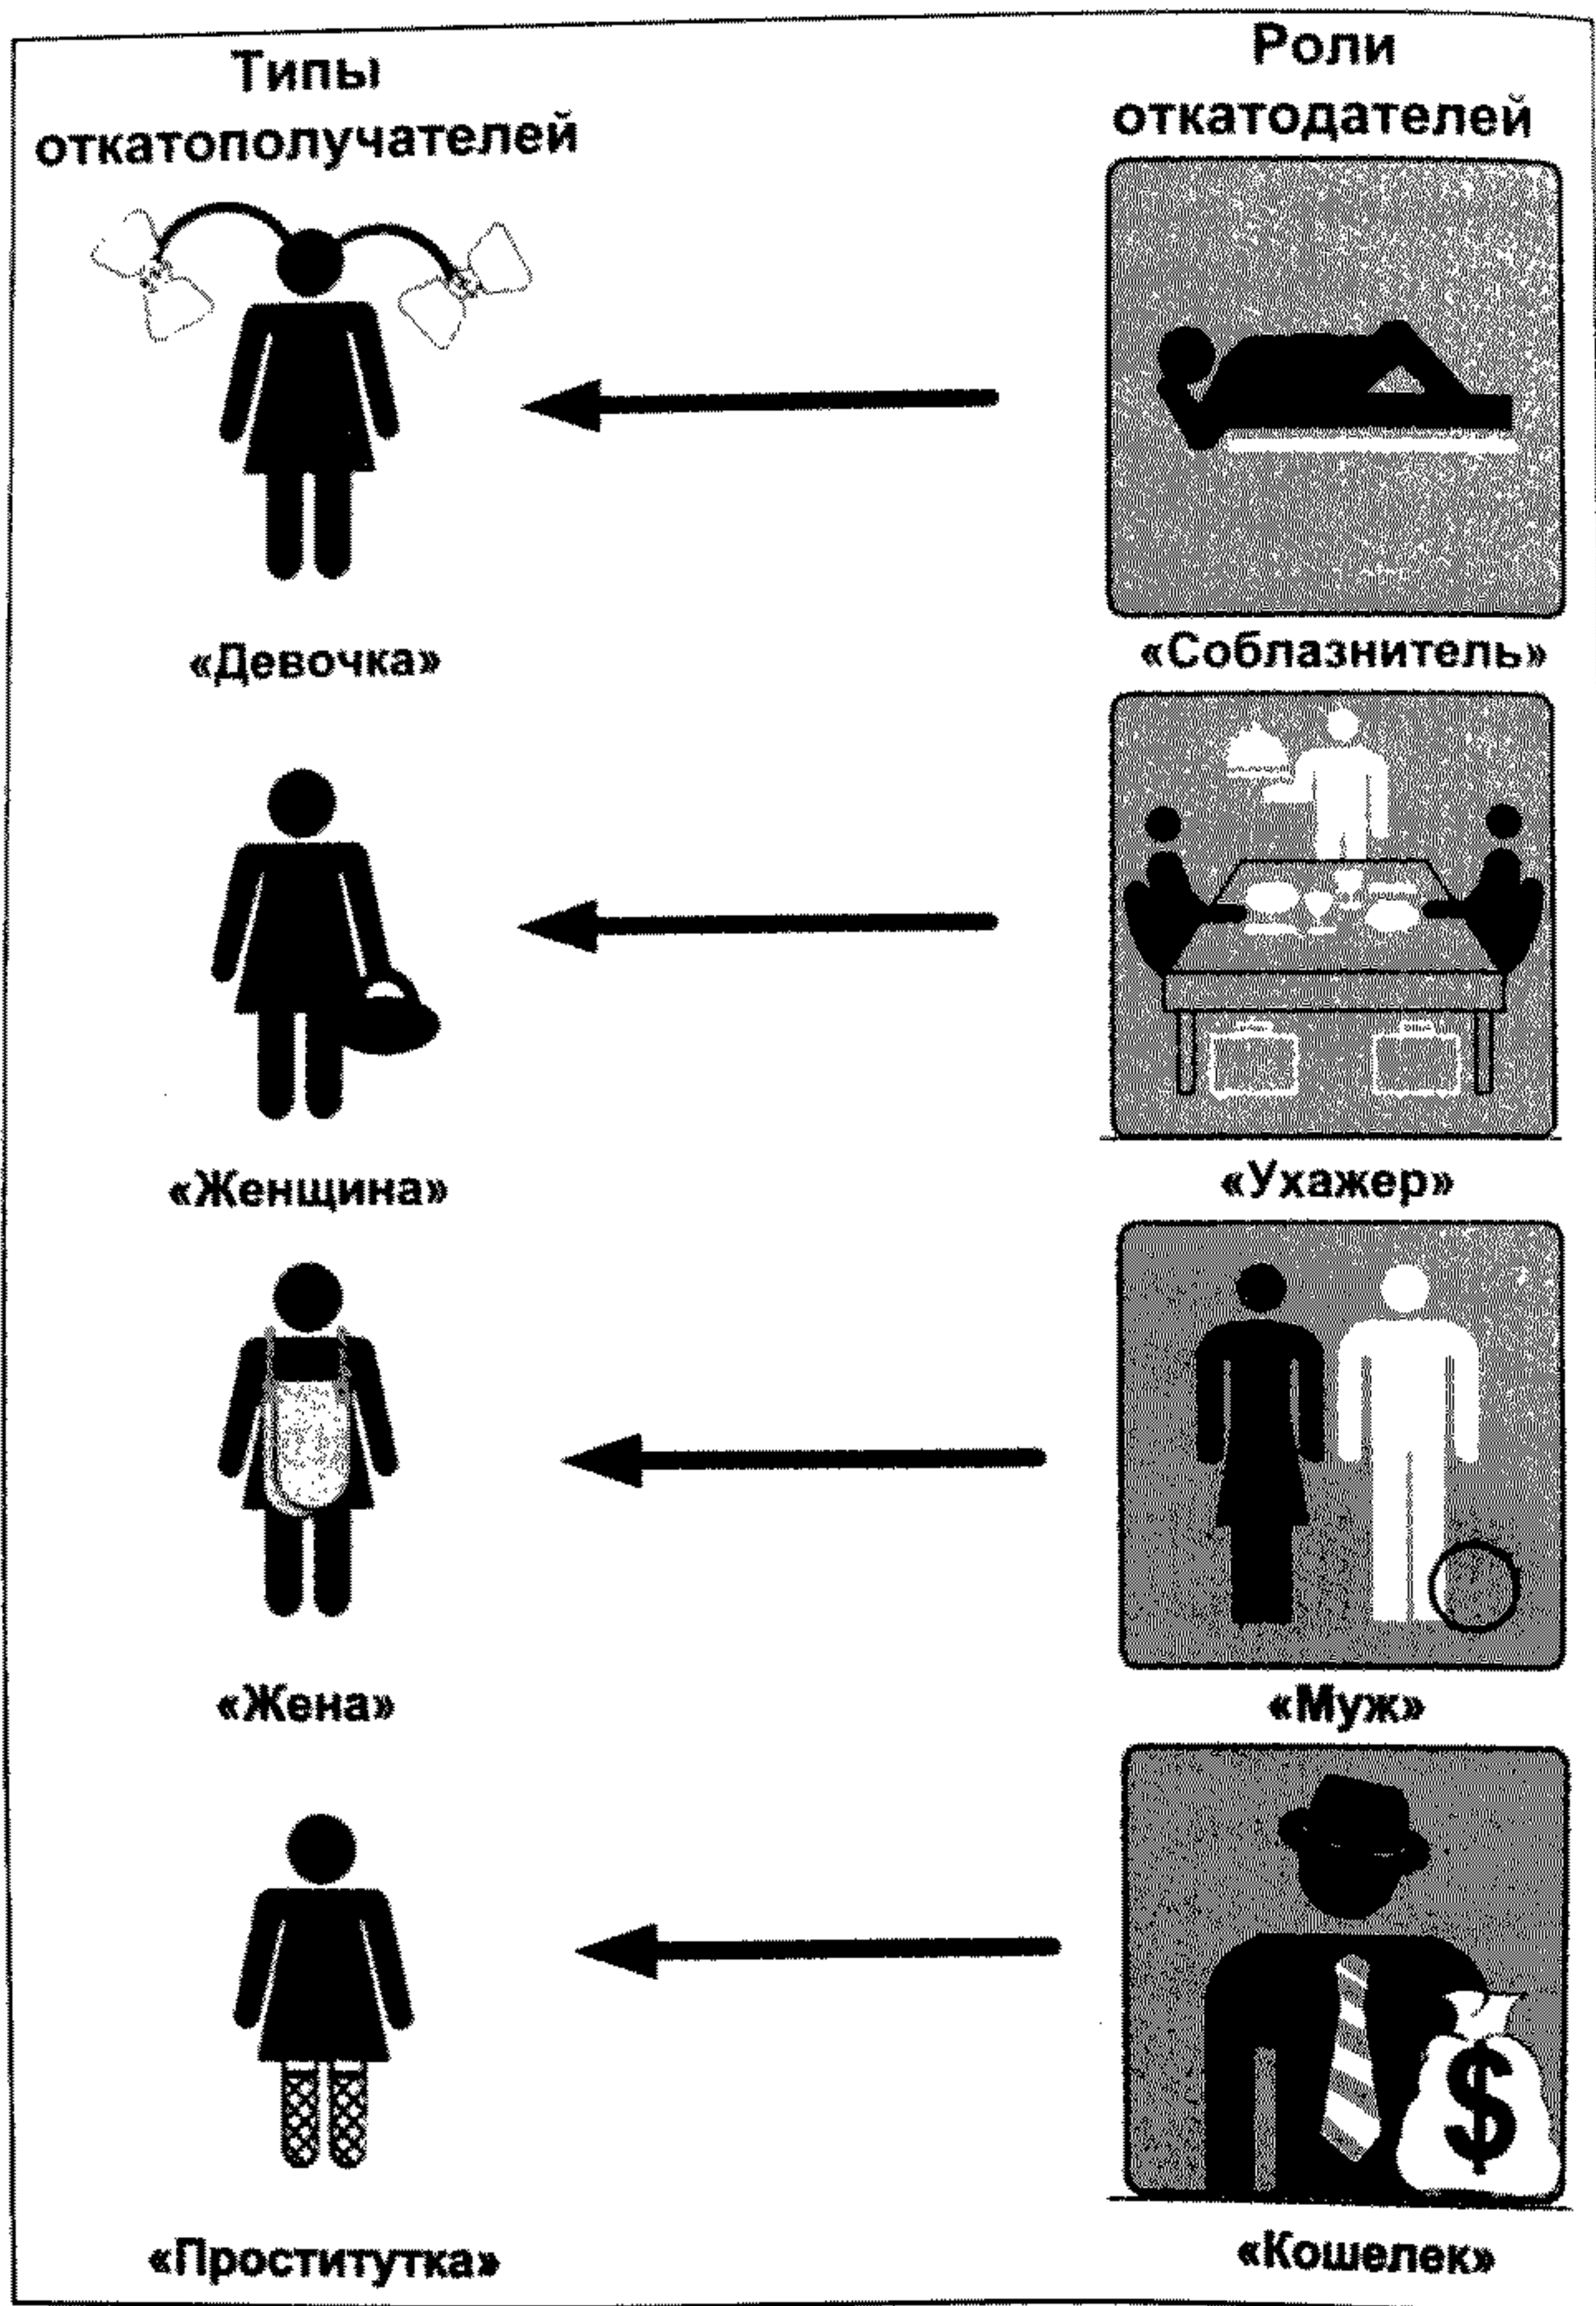 Типы
откатополучателей
Роли
откатодателей
«Девочка»
«Соблазнитель»
«Женщина»
«Ухажер»
«Жена»
«Муж»
«Проститутка»
«Кошелек»
$